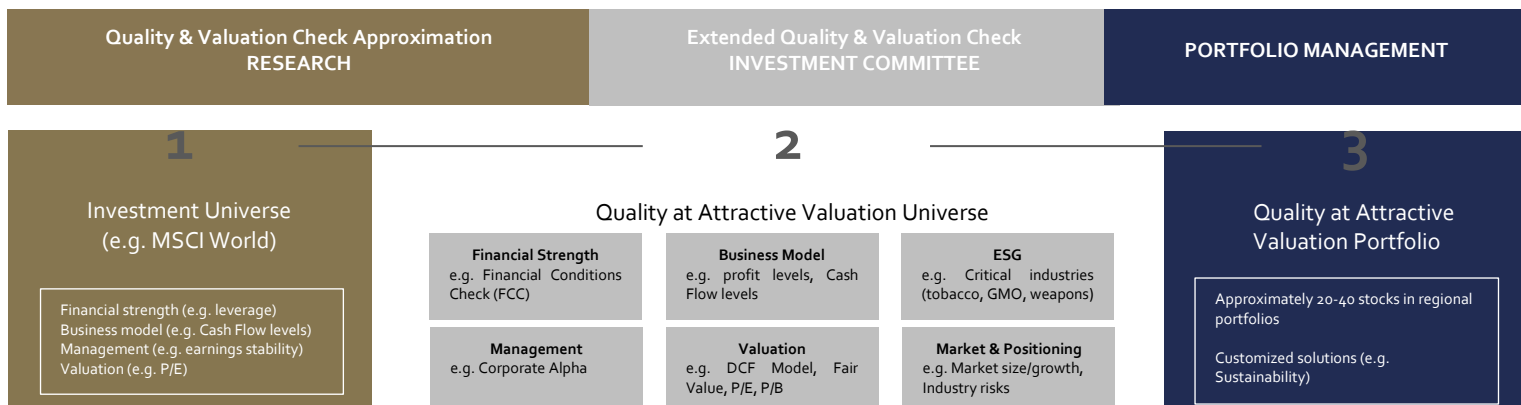 Quality & Valuation Check Approximation
RESEARCH
Extended Quality & Valuation Check
INVESTMENT COMMITTEE
PORTFOLIO MANAGEMENT
1
2
3
Investment Universe
(e.g. MSCI World)
Financial strength (e.g. leverage)
Business model (e.g. Cash Flow levels)
Management (e.g. earnings stability)
Valuation (e.g. P/E)
Quality at Attractive Valuation Universe
Financial Strength
e.g. Financial Conditions
Check (FCC)
Business Model
e.g. profit levels, Cash
Flow levels
ESG
e.g. Critical industries
(tobacco, GMO, weapons)
Management
e.g. Corporate Alpha
Valuation
e.g. DCF Model, Fair
Value, P/E, P/B
Market & Positioning
e.g. Market size/growth,
Industry risks
Quality at Attractive
Valuation Portfolio
Approximately 20-40 stocks in regional
portfolios
Customized solutions (e.g.
Sustainability)